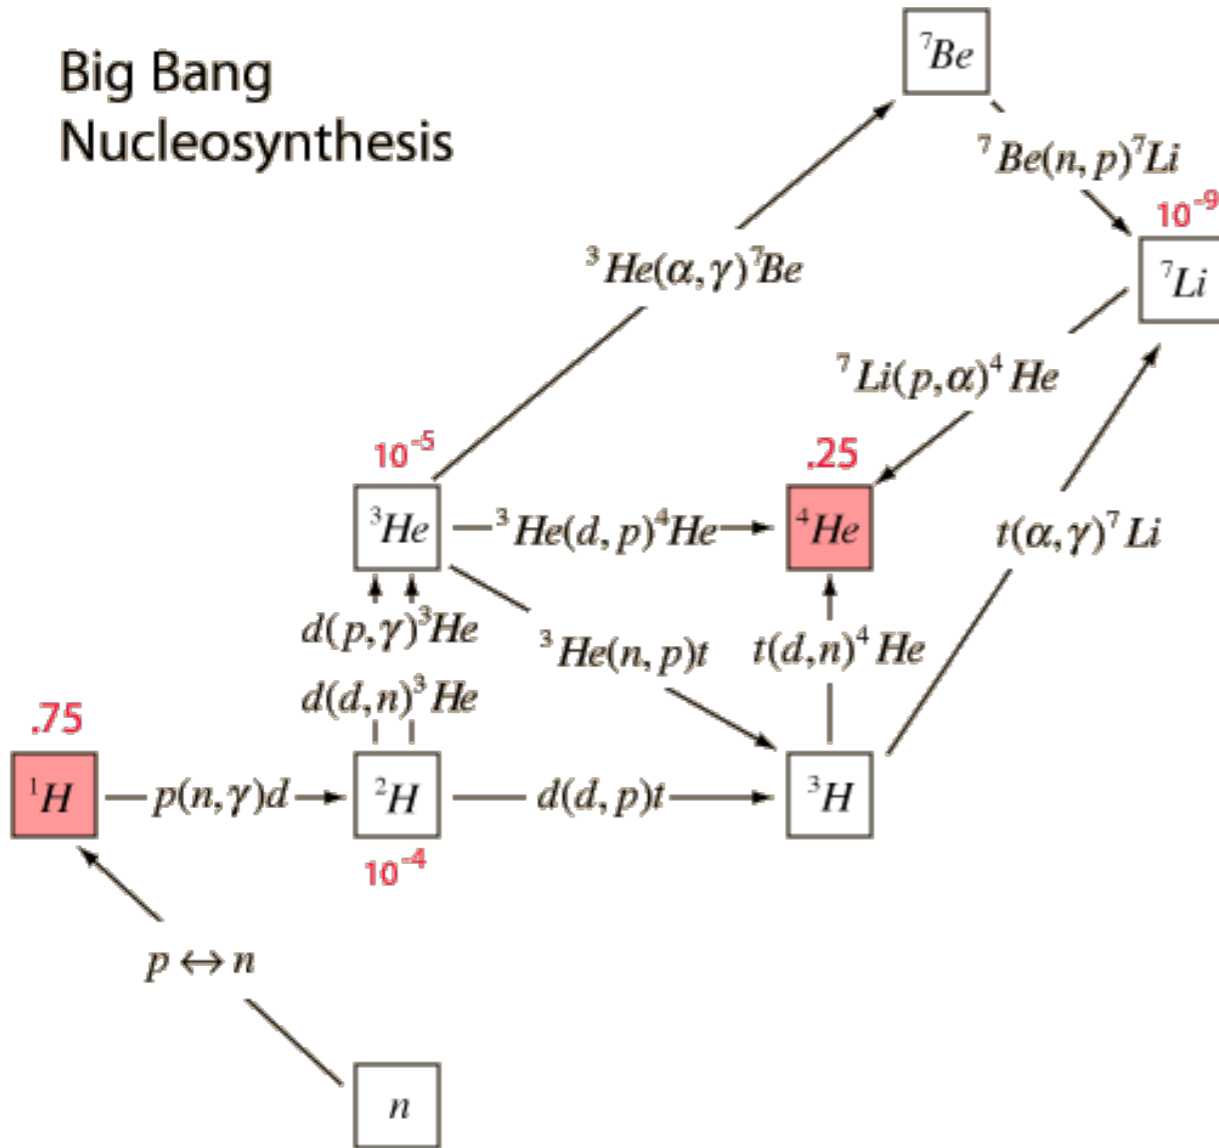 Big Bang
Nucleosynthesis
⁷Be
⁷Be(n, p)⁷Li
10⁻⁹
⁷Li
³He(α, γ)⁷Be
⁷Li(p,α)⁴He
10⁻⁵
.25
³He
³He(d, p)⁴He
⁴He
t(α, γ)⁷Li
d(p,γ)³He
³He(n, p)t
t(d,n)⁴He
d(d,n)³He
.75
¹H
p(n,γ)d
²H
d(d, p)t
³H
10⁻⁴
p ↔ n
n